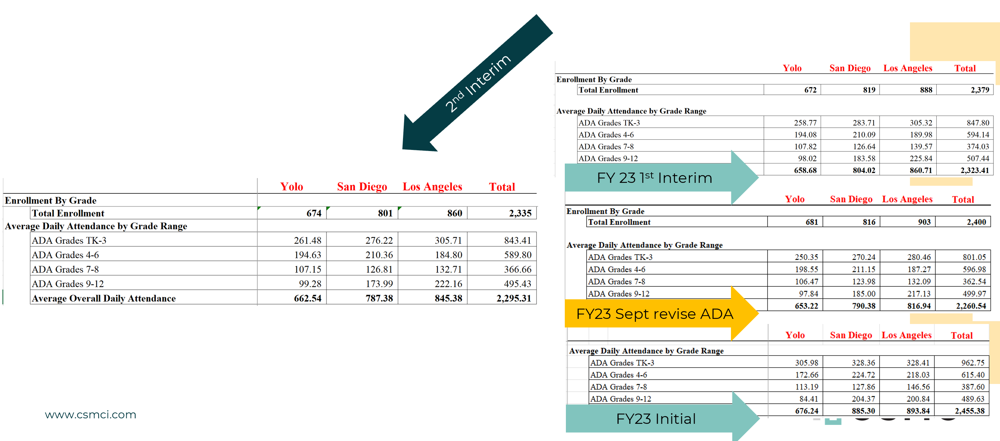 2nd Interim
Yolo San Diego Los Angeles Total
Enrollment By Grade
Total Enrollment 674 801 860 2,335
Average Daily Attendance by Grade Range
ADA Grades TK-3 261.48 276.22 305.71 843.41
ADA Grades 4-6 194.63 210.36 184.80 589.80
ADA Grades 7-8 107.15 126.81 132.71 366.66
ADA Grades 9-12 99.28 173.99 222.16 495.43
Average Overall Daily Attendance 662.54 787.38 845.38 2,295.31
www.csmci.com
Yolo San Diego Los Angeles Total
Enrollment By Grade
Total Enrollment 672 819 888 2,379
Average Daily Attendance by Grade Range
ADA Grades TK-3 258.77 283.71 305.32 847.80
ADA Grades 4-6 194.08 210.09 189.98 594.14
ADA Grades 7-8 107.82 126.64 139.57 374.03
ADA Grades 9-12 98.02 183.58 225.84 507.44
658.68 804.02 860.71 2,323.41
FY 23 1st Interim
Yolo San Diego Los Angeles Total
Enrollment By Grade
Total Enrollment 681 816 903 2,400
Average Daily Attendance by Grade Range
ADA Grades TK-3 250.35 270.24 280.46 801.05
ADA Grades 4-6 198.55 211.15 187.27 596.98
ADA Grades 7-8 106.47 123.98 132.09 362.54
ADA Grades 9-12 97.84 185.00 217.13 499.97
653.22 790.38 816.94 2,260.54
FY23 Sept revise ADA
Yolo San Diego Los Angeles Total
Average Daily Attendance by Grade Range
ADA Grades TK-3 305.98 328.36 328.41 962.75
ADA Grades 4-6 172.66 224.72 218.03 615.40
ADA Grades 7-8 113.19 127.86 146.56 387.60
ADA Grades 9-12 84.41 204.37 200.84 489.63
676.24 885.30 893.84 2,455.38
FY23 Initial